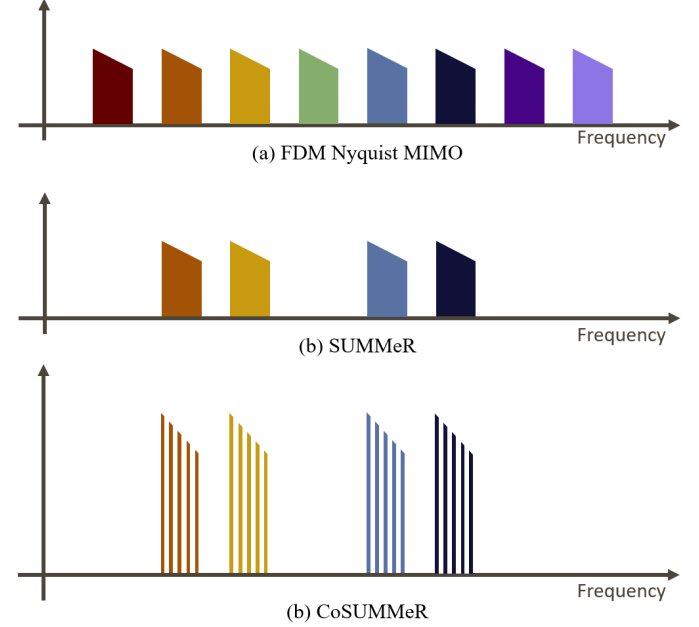 Frequency
(a) FDM Nyquist MIMO
Frequency
(b) SUMMeR
Frequency
(b) CoSUMMeR